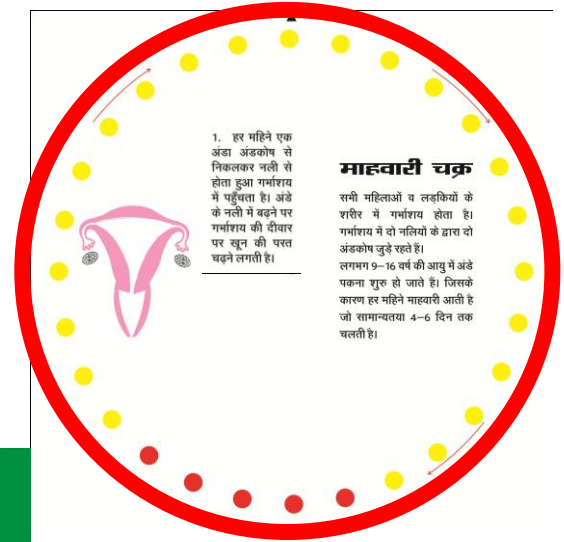 1. हर महिने एक
अंडा अंडकोष से
निकलकर नली से
होता हुआ गर्भाशय
में पहुँचता है। अंडे
के नली में बढ़ने पर
गर्भाशय की दीवार
पर खून की परत
चढ़ने लगती है।
माहवारी चक्र
सभी महिलाओं व लड़कियों के
शरीर में गर्भाशय होता है।
गर्भाशय में दो नलियों के द्वारा दो
अंडकोष जुड़े रहते हैं।
लगभग 9–16 वर्ष की आयु में अंडे
पकना शुरु हो जाते हैं। जिसके
कारण हर महिने माहवारी आती है
जो सामान्यतया 4–6 दिन तक
चलती है।